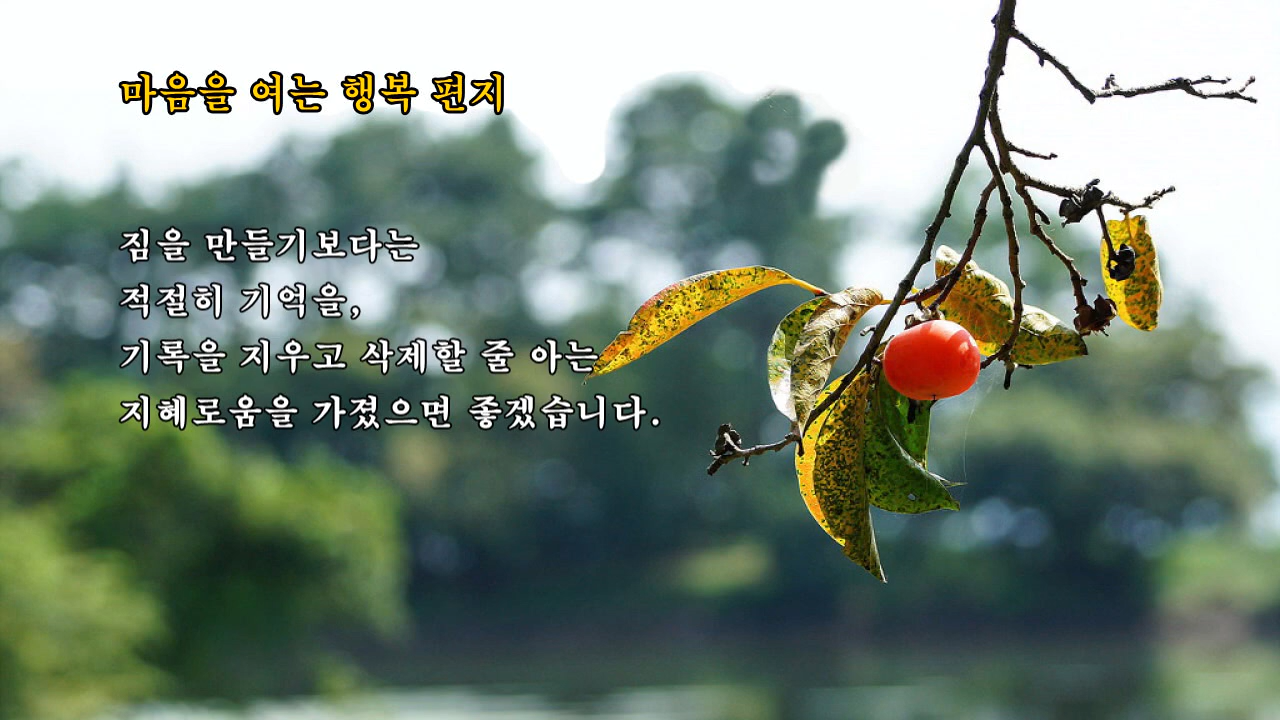 마음을 여는 행복 편지
짐을 만들기보다는
적절히 기억을,
기록을 지우고 삭제할 줄 아는
지혜로움을 가졌으면 좋겠습니다.